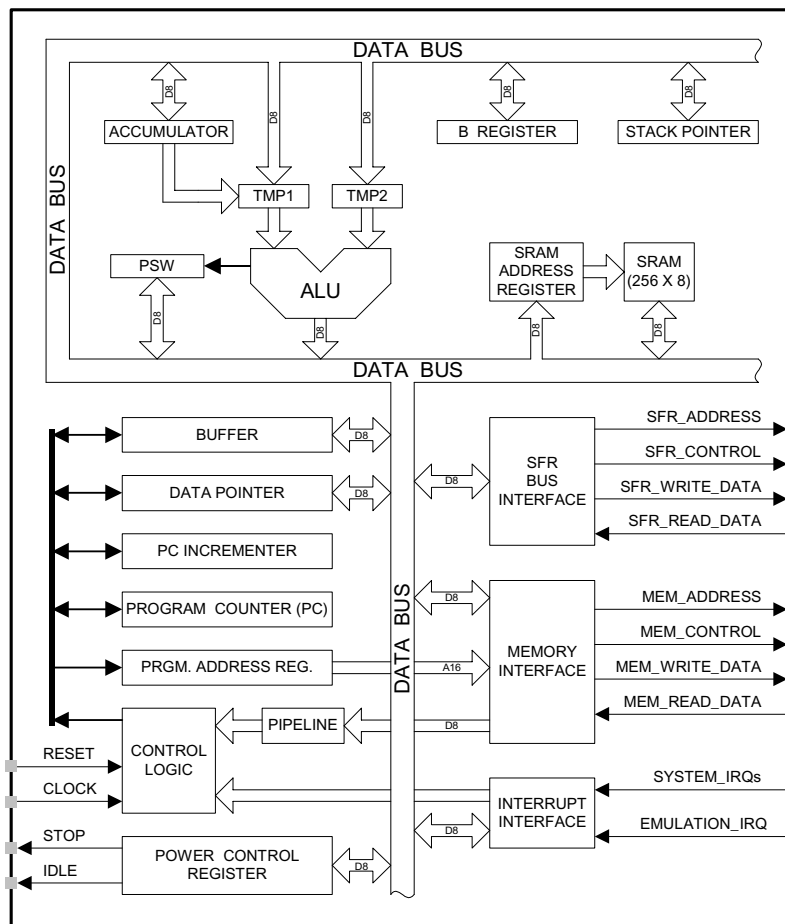 DATA BUS
D8
D8
D8
D8
D8
ACCUMULATOR
B REGISTER
STACK POINTER
TMP1
TMP2
DATA BUS
PSW
ALU
SRAM
ADDRESS
REGISTER
SRAM
(256 X 8)
D8
D8
D8
D8
DATA BUS
BUFFER
D8
SFR_ADDRESS
SFR_CONTROL
DATA POINTER
D8
D8
SFR
BUS
INTERFACE
SFR_WRITE_DATA
SFR_READ_DATA
PC INCREMENTER
PROGRAM COUNTER (PC)
D8
MEM_ADDRESS
MEM_CONTROL
PRGM. ADDRESS REG.
A16
MEMORY
INTERFACE
MEM_WRITE_DATA
MEM_READ_DATA
DATA BUS
PIPELINE
D8
CONTROL
LOGIC
RESET
CLOCK
SYSTEM_IRQs
INTERRUPT
INTERFACE
D8
EMULATION_IRQ
STOP
IDLE
POWER CONTROL
REGISTER
D8